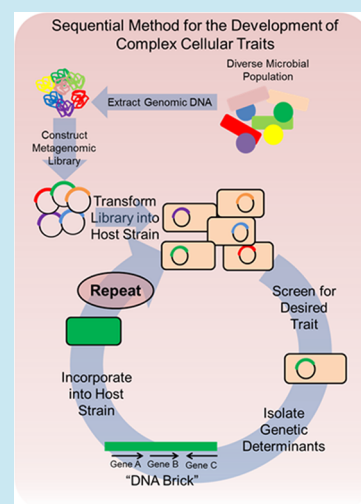 Sequential Method for the Development of
Complex Cellular Traits
Diverse Microbial
Population
Extract Genomic DNA
Construct
Metagenomic
Library
Transform
Library into
Host Strain
Repeat
Screen for
Desired
Trait
Incorporate
into Host
Strain
Isolate
Genetic
Determinants
Gene A Gene B Gene C
"DNA Brick"